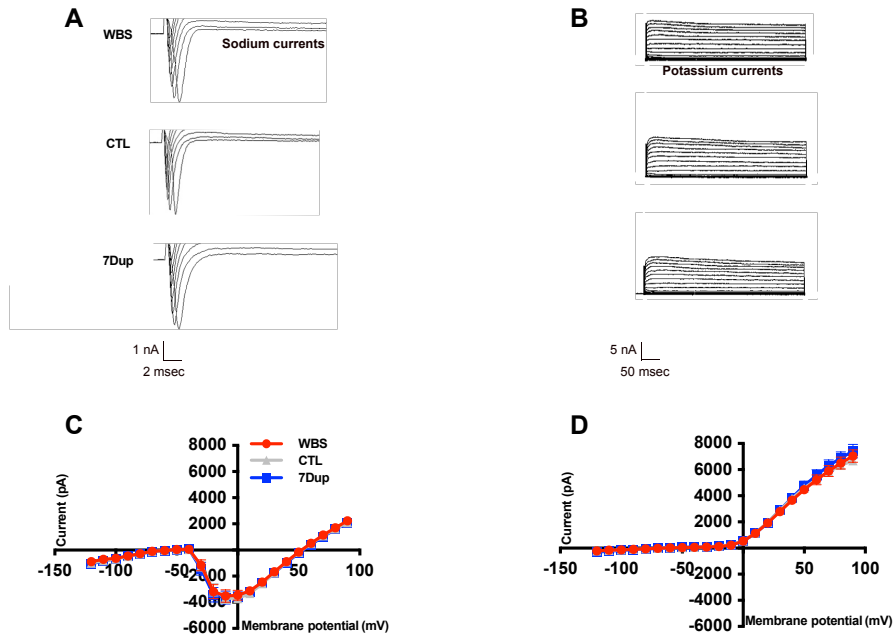 A
WBS
Sodium currents
CTL
7Dup
1 nA
2 msec
B
Potassium currents
5 nA
50 msec
C
8000
6000
4000
2000
-2000
-4000
-6000
-150
-100
-50
50
100
Current (pA)
Membrane potential (mV)
WBS
CTL
7Dup
D
8000
6000
4000
2000
-2000
-4000
-6000
-150
-100
-50
0
50
100
Current (pA)
Membrane potential (mV)